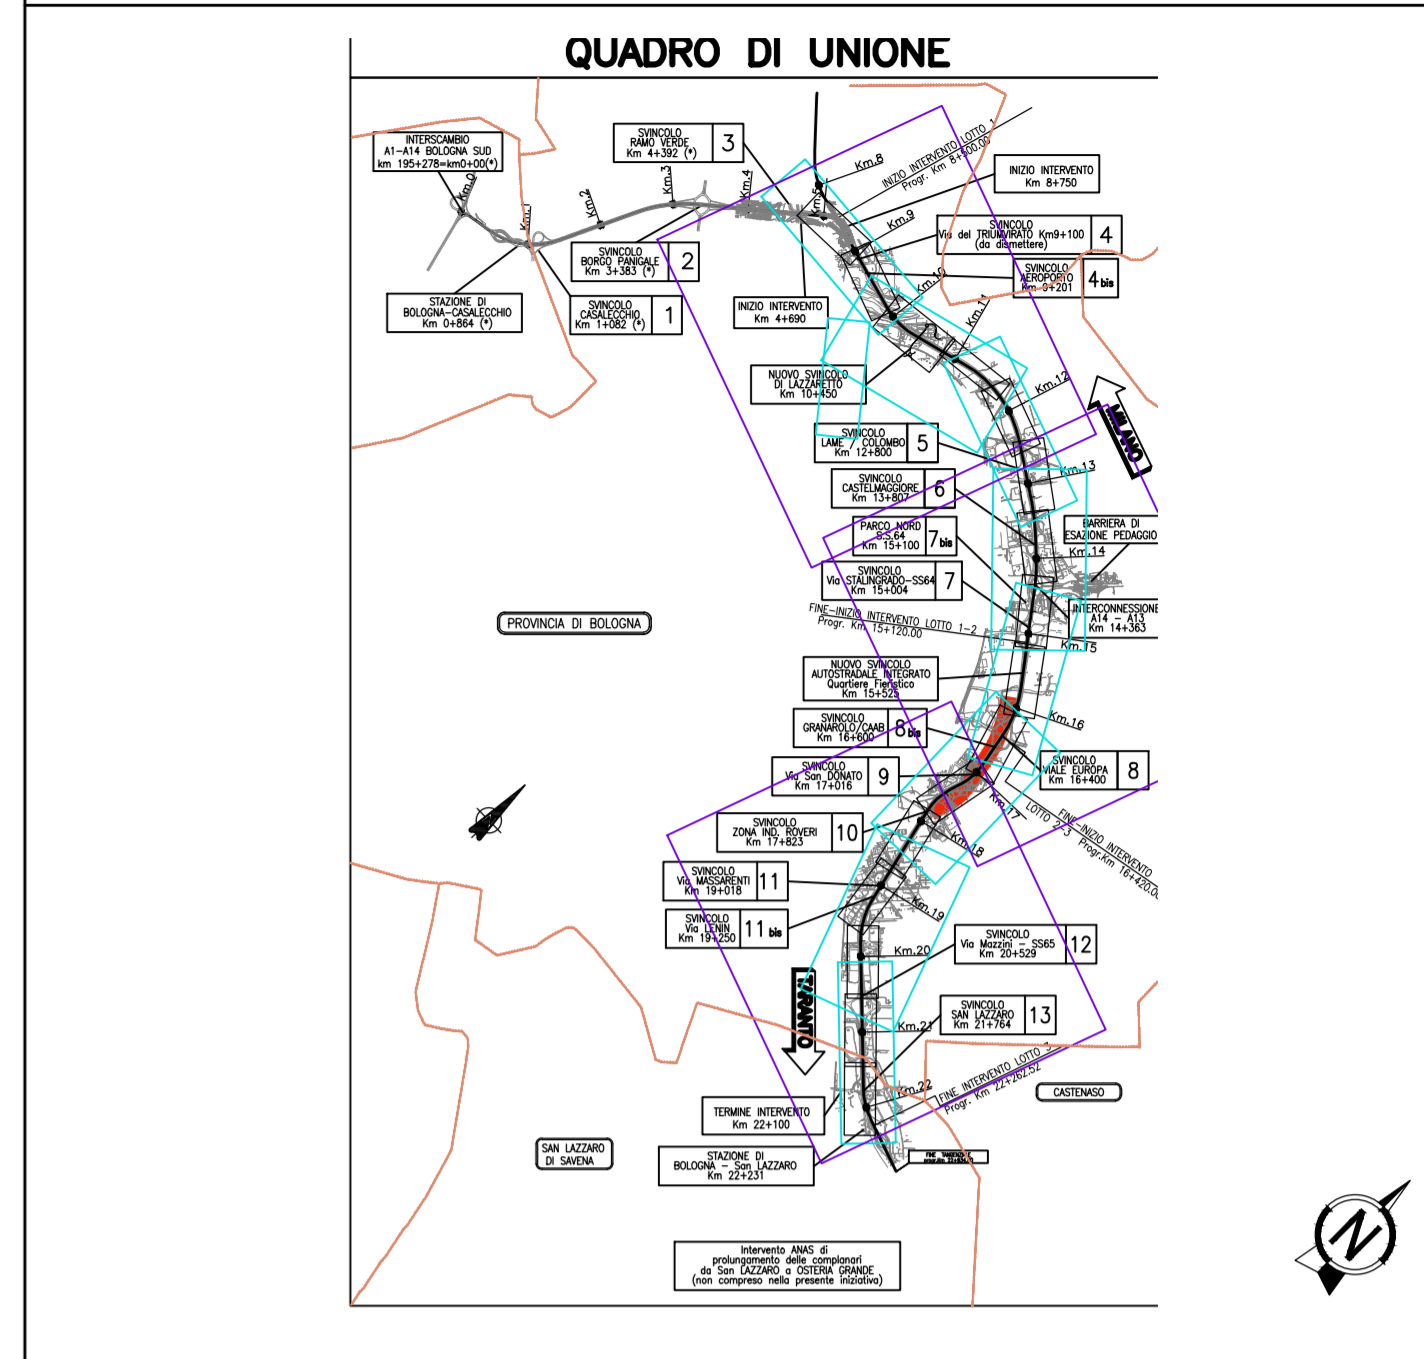 QUADRO DI UNIONE
INTERSCAMBIO
A1-A14 BOLOGNA SUD
km 195+278=km0+00(*)
SVINCOLO
RAMO VERDE
Km 4+392 (*)
3
Km.0
Km.1
Km.2
Km.3
Km.4
Km.5
Km.8
INIZIO INTERVENTO LOTTO 1
Progr. Km 8+900.00
INIZIO INTERVENTO
Km 8+750
Km.9
SVINCOLO
Via del TRIUMVIRATO Km9+100
(da dismettere)
4
SVINCOLO
BORGO PANIGALE
Km 3+383 (*)
2
SVINCOLO
AEROPORTO
Km 9+201
4bis
Km.10
STAZIONE DI
BOLOGNA-CASALECCHIO
Km 0+864 (*)
SVINCOLO
CASALECCHIO
Km 1+082 (*)
1
INIZIO INTERVENTO
Km 4+690
Km.11
NUOVO SVINCOLO
DI LAZZARETTO
Km 10+450
Km.12
MILANO
SVINCOLO
LAME / COLOMBO
Km 12+800
5
Km.13
SVINCOLO
CASTELMAGGIORE
Km 13+807
6
PARCO NORD
S.S.64
Km 15+100
7bis
BARRIERA DI
ESAZIONE PEDAGGIO
Km.14
SVINCOLO
Via STALINGRADO-SS64
Km 15+004
7
FINE-INIZIO INTERVENTO LOTTO 1-2
Progr. Km 15+120.00
INTERCONNESSIONE
A14 - A13
Km 14+363
PROVINCIA DI BOLOGNA
Km.15
NUOVO SVINCOLO
AUTOSTRADALE INTEGRATO
Quartiere Fieristico
Km 15+525
Km.16
SVINCOLO
GRANAROLO/CAAB
Km 16+600
8bis
SVINCOLO
VIALE EUROPA
Km 16+400
8
SVINCOLO
Via San DONATO
Km 17+016
9
Km.17
FINE-INIZIO INTERVENTO
LOTTO 2-3 Progr.Km 16+420.00
SVINCOLO
ZONA IND. ROVERI
Km 17+823
10
Km.18
SVINCOLO
Via MASSARENTI
Km 19+018
11
Km.19
SVINCOLO
Via LENIN
Km 19+250
11 bis
SVINCOLO
Via Mazzini - SS65
Km 20+529
12
Km.20
TARANTO
SVINCOLO
SAN LAZZARO
Km 21+764
13
Km.21
Km.22
FINE INTERVENTO LOTTO 3
Progr. Km 22+262.52
CASTENASO
TERMINE INTERVENTO
Km 22+100
SAN LAZZARO
DI SAVENA
STAZIONE DI
BOLOGNA - San LAZZARO
Km 22+231
FINE TANGENZIALE
Intervento ANAS di
prolungamento delle complanari
da San LAZZARO a OSTERIA GRANDE
(non compreso nella presente iniziativa)
N